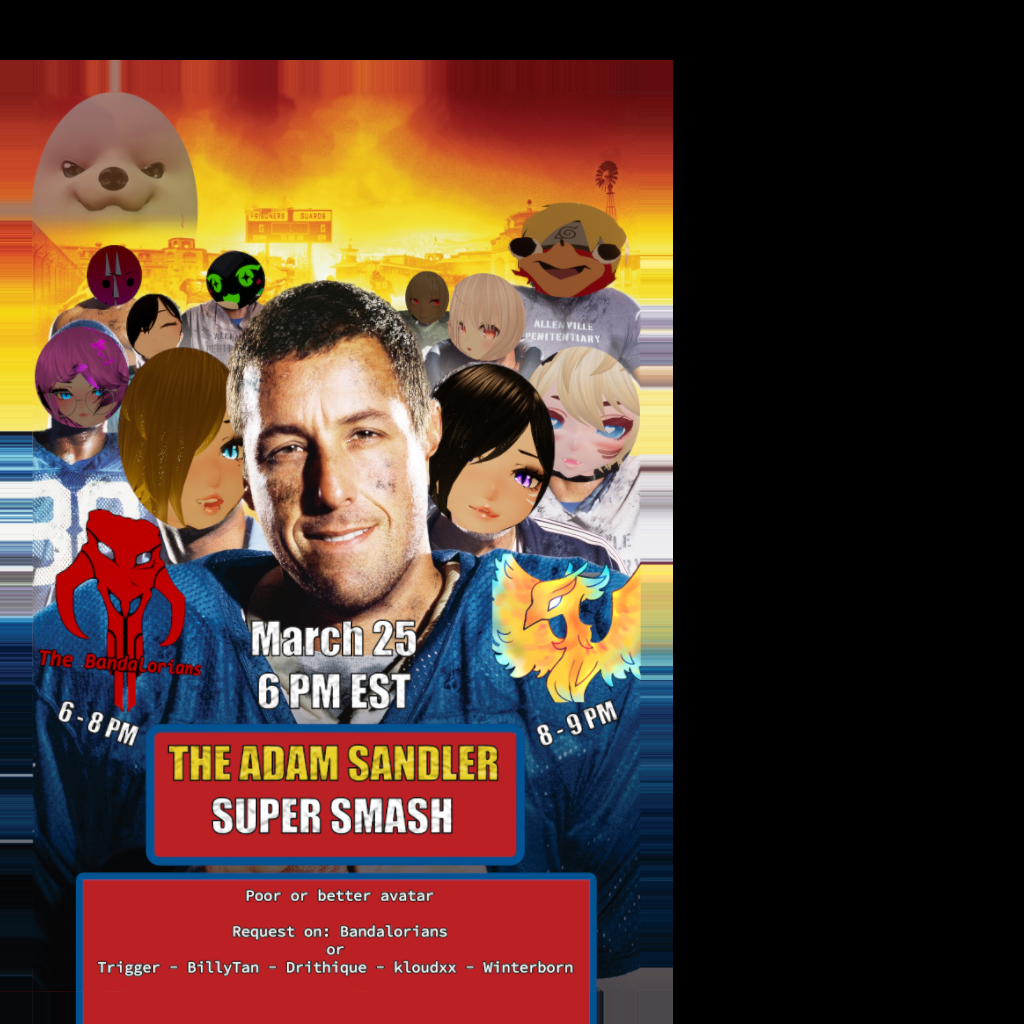 PRISONERS GUARDS
ALLENVILLE
PENITENTIARY
March 25
6 PM EST
The Bandalorians
6 - 8 PM
8 - 9 PM
THE ADAM SANDLER
SUPER SMASH
Poor or better avatar
Request on: Bandalorians
or
Trigger - BillyTan - Drithique - kloudxx - Winterborn